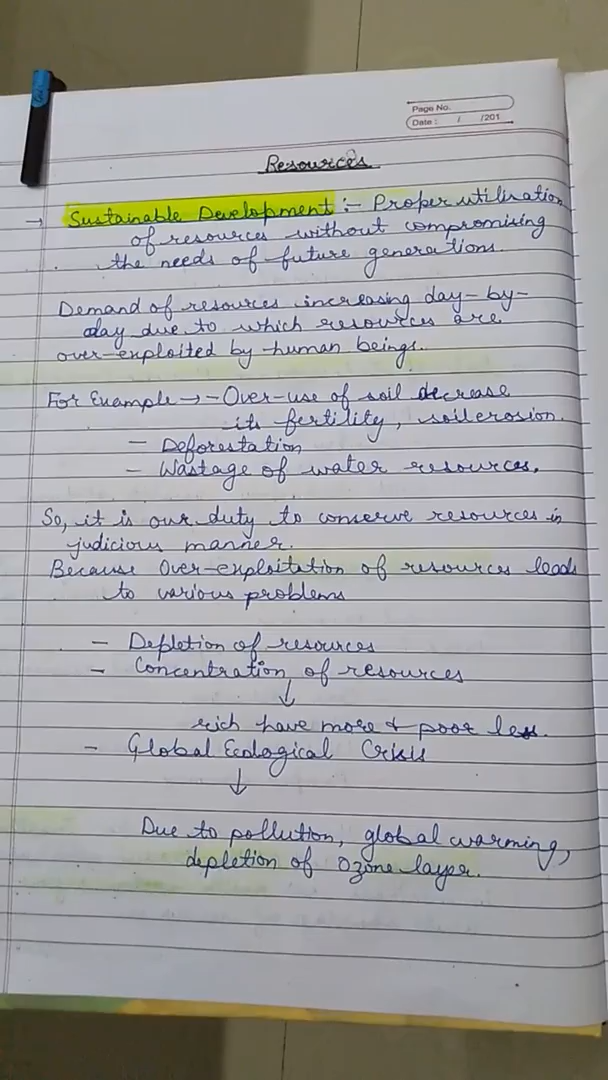 Page No.
Date : / /201
Resources
→ Sustainable Development :- Proper utilisation
of resources without compromising
the needs of future generations.
Demand of resources increasing day-by-
day due to which resources are
over-exploited by human beings.
For Example → - Over-use of soil decrease
its fertility, soil erosion.
- Deforestation
- Wastage of water resources.
So, it is our duty to conserve resources in
judicious manner.
Because Over-exploitation of resources leads
to various problems
- Depletion of resources
- Concentration of resources
↓
rich have more & poor less.
- Global Ecological Crisis
↓
Due to pollution, global warming,
depletion of Ozone layer.